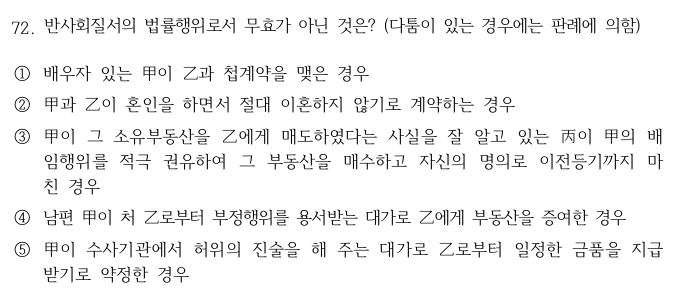 72. 반사회질서의 법률행위로서 무효가 아닌 것은? (다툼이 있는 경우에는 판례에 의함)
① 배우자 있는 甲이 乙과 첩계약을 맺은 경우
② 甲과 乙이 혼인을 하면서 절대 이혼하지 않기로 계약하는 경우
③ 甲이 그 소유부동산을 乙에게 매도하였다는 사실을 잘 알고 있는 丙이 甲의 배
임행위를 적극 권유하여 그 부동산을 매수하고 자신의 명의로 이전등기까지 마
친 경우
④ 남편 甲이 처 乙로부터 부정행위를 용서받는 대가로 乙에게 부동산을 증여한 경우
⑤ 甲이 수사기관에서 허위의 진술을 해 주는 대가로 乙로부터 일정한 금품을 지급
받기로 약정한 경우